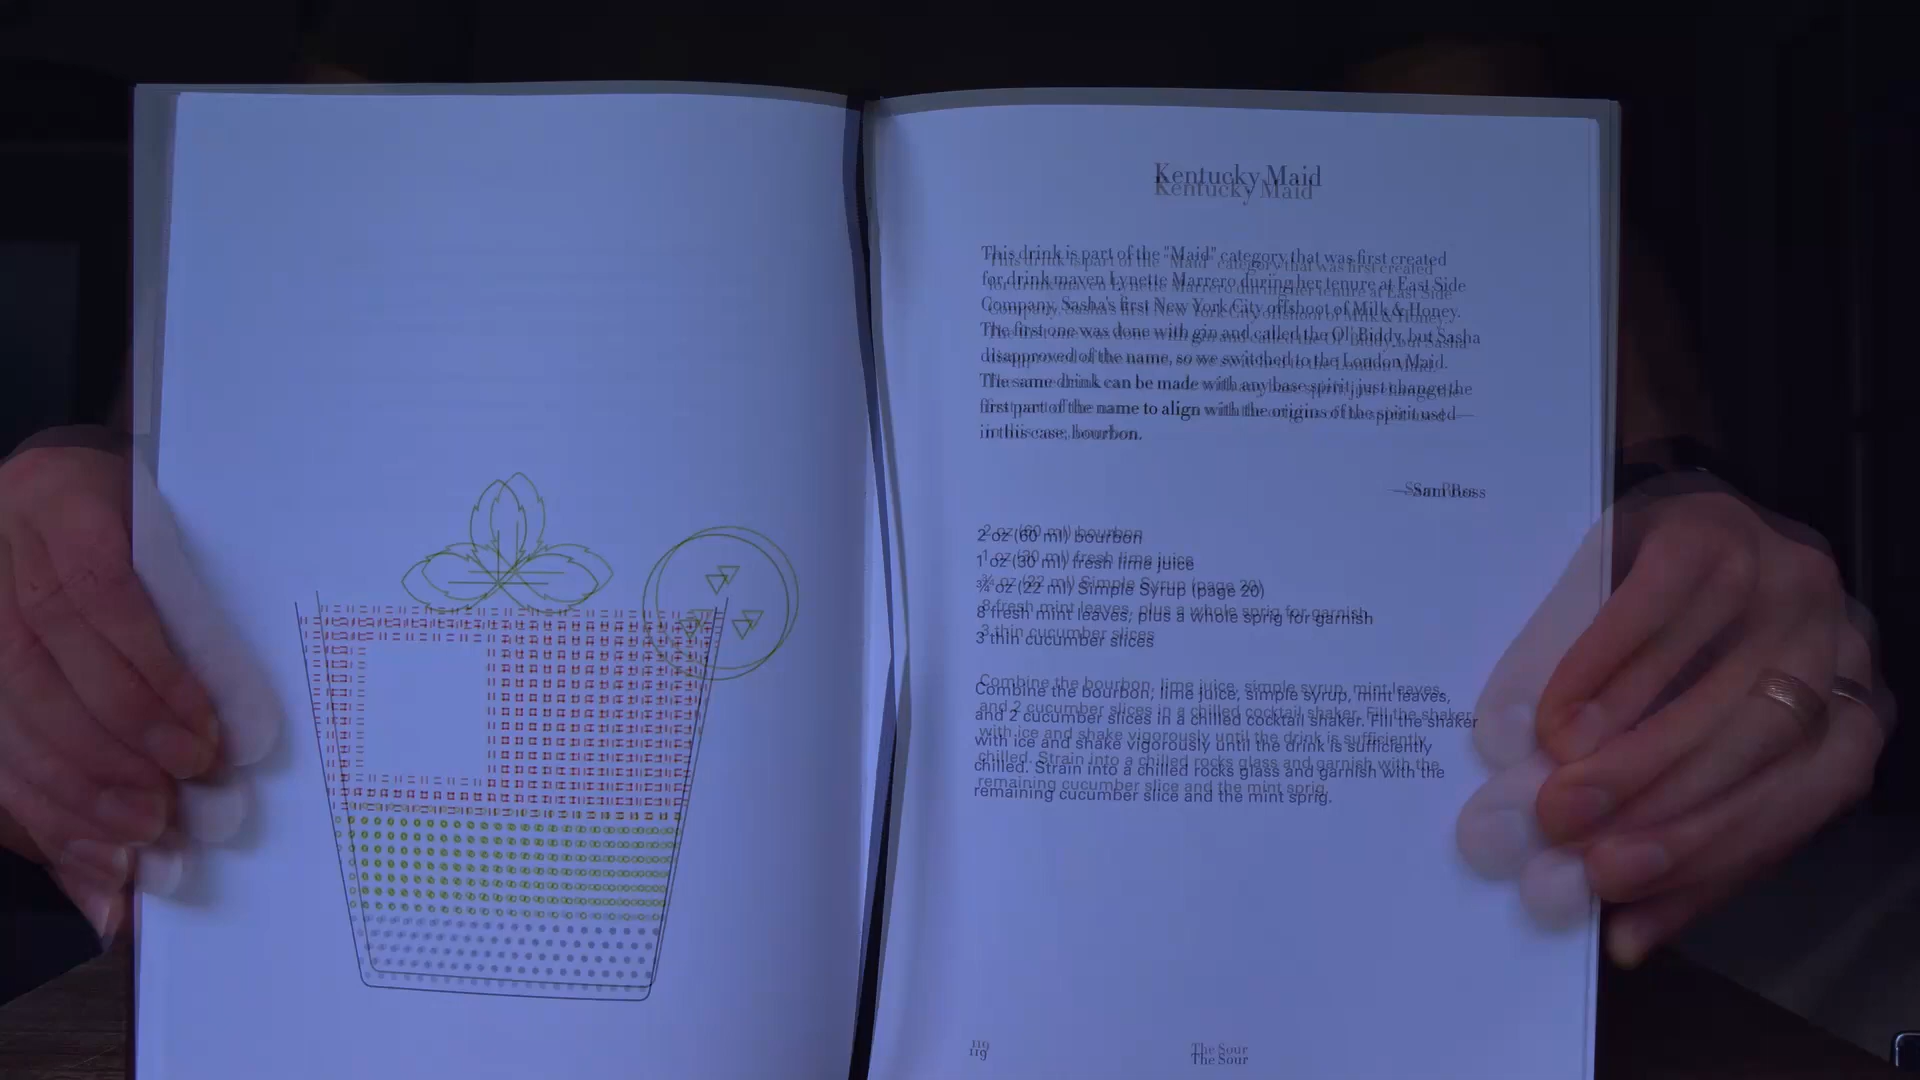 Kentucky Maid
This drink is part of the "Maid" category that was first created
for drink maven Lynette Marrero during her tenure at East Side
Company, Sasha's first New York City offshoot of Milk & Honey.
The first one was done with gin and called the Ol' Biddy, but Sasha
disapproved of the name, so we switched to the London Maid.
The same drink can be made with any base spirit, just change the
first part of the name to align with the origins of the spirit used—
in this case, bourbon.
—Sam Ross
2 oz (60 ml) bourbon
1 oz (30 ml) fresh lime juice
¾ oz (22 ml) Simple Syrup (page 20)
8 fresh mint leaves, plus a whole sprig for garnish
3 thin cucumber slices
Combine the bourbon, lime juice, simple syrup, mint leaves,
and 2 cucumber slices in a chilled cocktail shaker. Fill the shaker
with ice and shake vigorously until the drink is sufficiently
chilled. Strain into a chilled rocks glass and garnish with the
remaining cucumber slice and the mint sprig.
119
The Sour